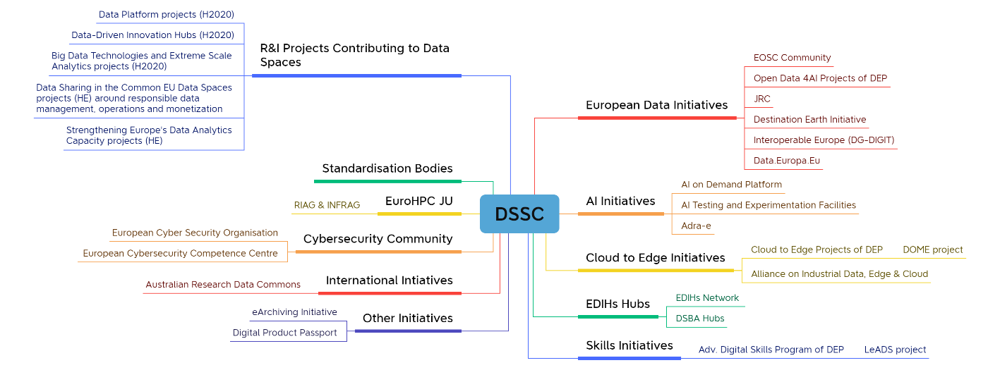 Data Platform projects (H2020)
Data-Driven Innovation Hubs (H2020)
Big Data Technologies and Extreme Scale
Analytics projects (H2020)
Data Sharing in the Common EU Data Spaces
projects (HE) around responsible data
management, operations and monetization
Strengthening Europe's Data Analytics
Capacity projects (HE)
R&I Projects Contributing to Data
Spaces
Standardisation Bodies
RIAG & INFRAG
EuroHPC JU
European Cyber Security Organisation
European Cybersecurity Competence Centre
Cybersecurity Community
Australian Research Data Commons
International Intiatives
eArchiving Initiative
Digital Product Passport
Other Initiatives
DSSC
European Data Initiatives
EOSC Community
Open Data 4AI Projects of DEP
JRC
Destination Earth Initiative
Interoperable Europe (DG-DIGIT)
Data.Europa.Eu
AI Initiatives
AI on Demand Platform
AI Testing and Experimentation Facilities
Adra-e
Cloud to Edge Initiatives
Cloud to Edge Projects of DEP
DOME project
Alliance on Industrial Data, Edge & Cloud
EDIHs Hubs
EDIHs Network
DSBA Hubs
Skills Initiatives
Adv. Digital Skills Program of DEP
LeADS project